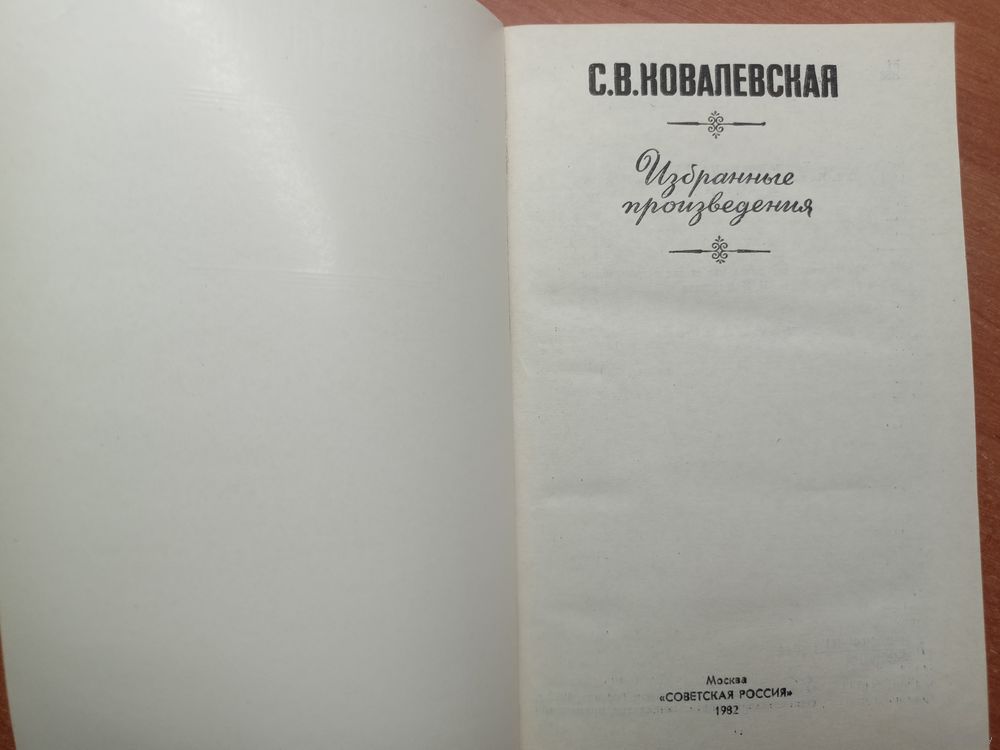 С.В.КОВАЛЕВСКАЯ
Избранные
произведения
Москва
«СОВЕТСКАЯ РОССИЯ»
1982